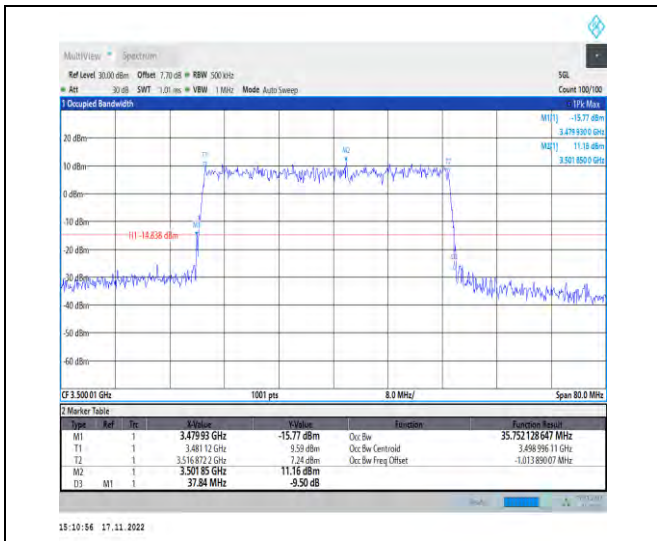 MultiView Spectrum
Ref Level 30.00 dBm Offset 7.70 dB RBW 500 kHz SGL
Att 30 dB SWT 1.01 ms VBW 1 MHz Mode Auto Sweep Count 100/100
1 Occupied Bandwidth 1Pk Max
M1[1] -15.77 dBm
3.479 930 0 GHz
20 dBm
M2[1] 11.16 dBm
3.501 850 0 GHz
M2
T1
T2
10 dBm
0 dBm
-10 dBm
M1
H1 -14.838 dBm
-20 dBm
D3
-30 dBm
-40 dBm
-50 dBm
-60 dBm
CF 3.500 01 GHz 1001 pts 8.0 MHz/ Span 80.0 MHz
2 Marker Table
Type Ref Trc X-Value Y-Value Function Function Result
M1 1 3.479 93 GHz -15.77 dBm Occ Bw 35.752 128 647 MHz
T1 1 3.481 12 GHz 9.59 dBm Occ Bw Centroid 3.498 996 11 GHz
T2 1 3.516 872 2 GHz 7.24 dBm Occ Bw Freq Offset -1.013 890 07 MHz
M2 1 3.501 85 GHz 11.16 dBm
D3 M1 1 37.84 MHz -9.50 dB
15:10:56 17.11.2022